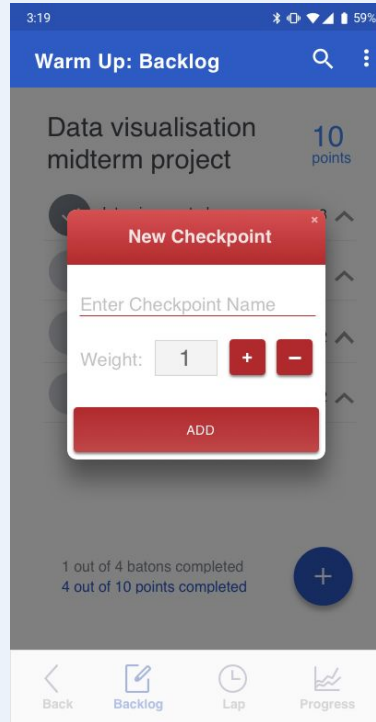 3:19 59%
Warm Up: Backlog
Data visualisation
midterm project
10
points
New Checkpoint ×
Enter Checkpoint Name
Weight: 1 + −
ADD
1 out of 4 batons completed
4 out of 10 points completed
+
Back Backlog Lap Progress